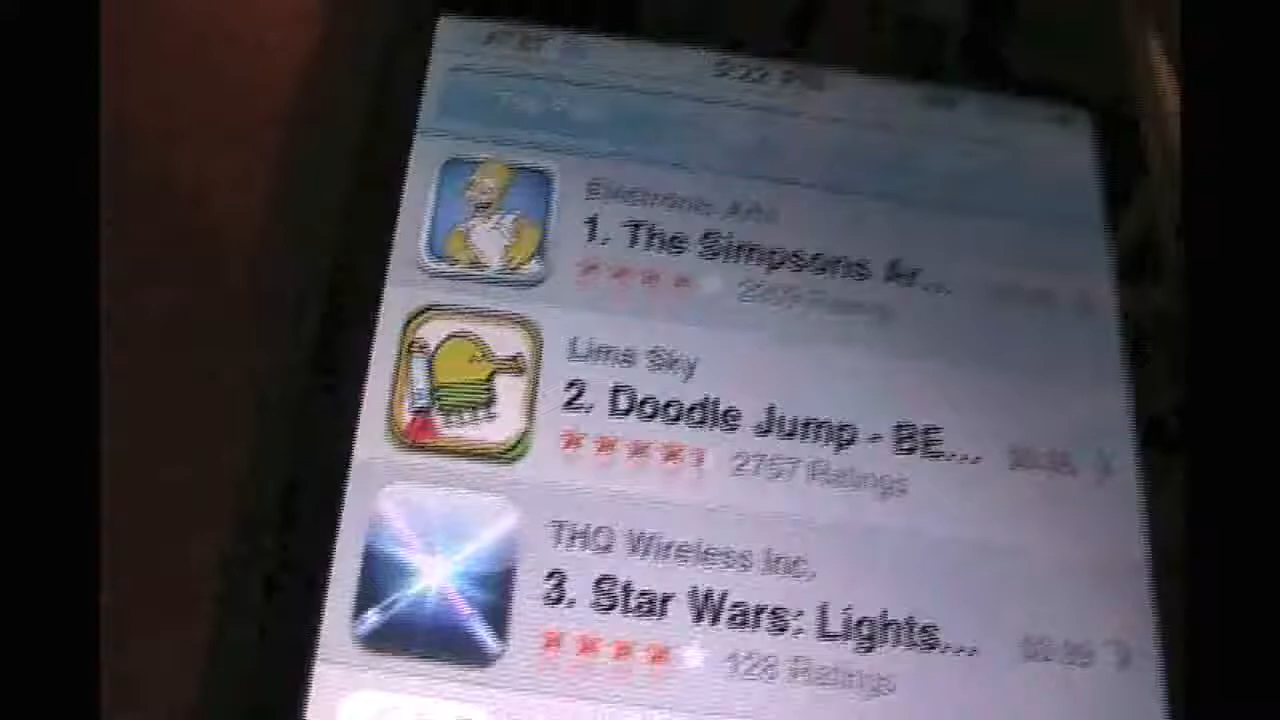 AT&T
Electronic Arts
1. The Simpsons Ar...
Lima Sky
2. Doodle Jump - BE...
2757 Ratings
THQ Wireless Inc.
3. Star Wars: Lights...
128 Ratings